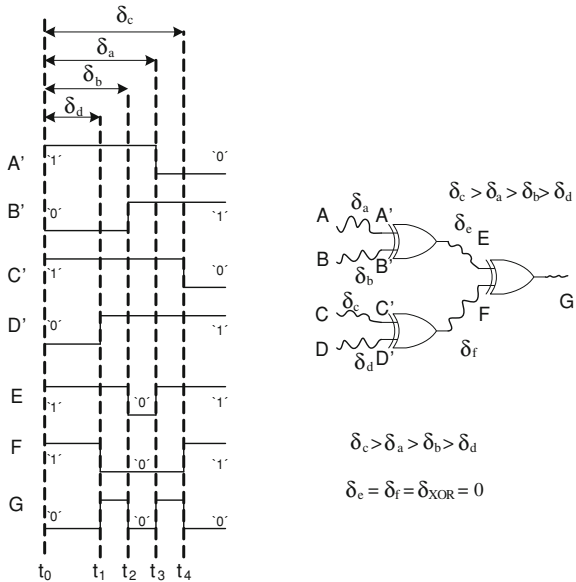 δc
δa
δb
δd
A' `1´ `0´
B' `0´ `1´
C' `1´ `0´
D' `0´ `1´
E `1´ `0´ `1´
F `1´ `0´ `1´
G `0´ `0´ `0´
t0 t1 t2 t3 t4
δc > δa > δb > δd
A δa A'
B δb B'
δe E
C δc C'
D δd D'
F δf
G
δc > δa > δb > δd
δe = δf = δXOR = 0